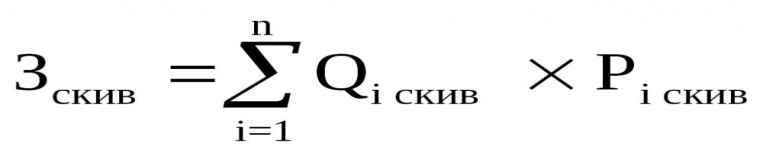 З скив = n ∑ i=1 Q i скив × P i скив